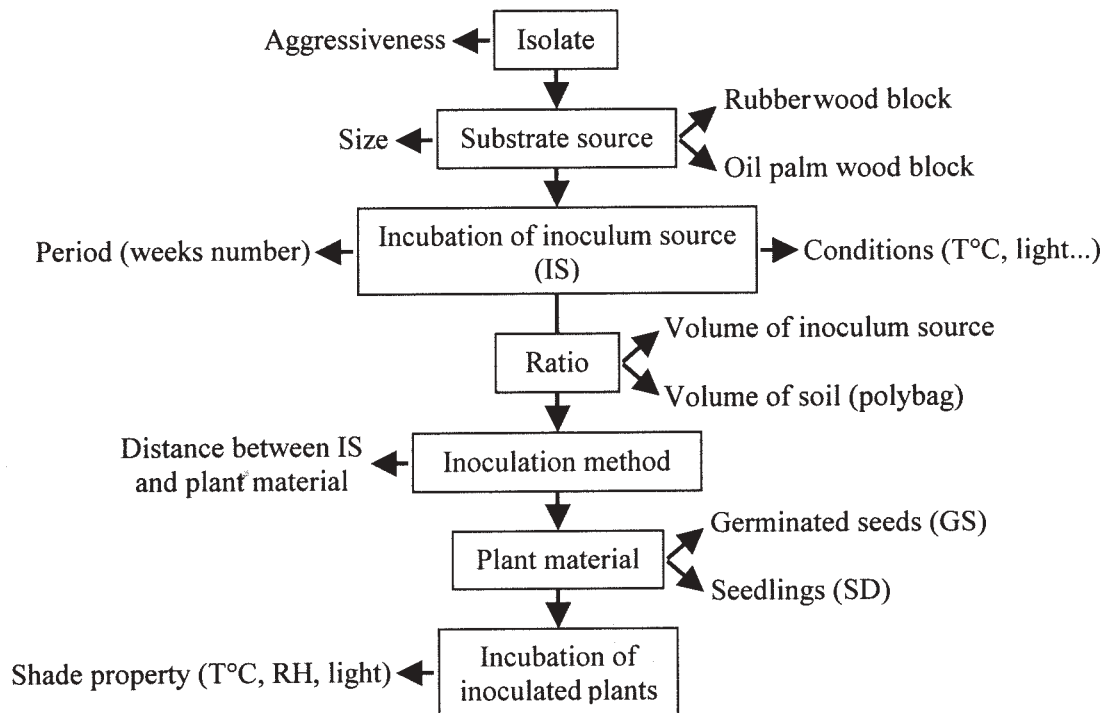 Aggressiveness
Isolate
Rubberwood block
Size
Substrate source
Oil palm wood block
Period (weeks number)
Incubation of inoculum source
(IS)
Conditions (T°C, light...)
Volume of inoculum source
Ratio
Volume of soil (polybag)
Distance between IS
and plant material
Inoculation method
Germinated seeds (GS)
Plant material
Seedlings (SD)
Shade property (T°C, RH, light)
Incubation of
inoculated plants